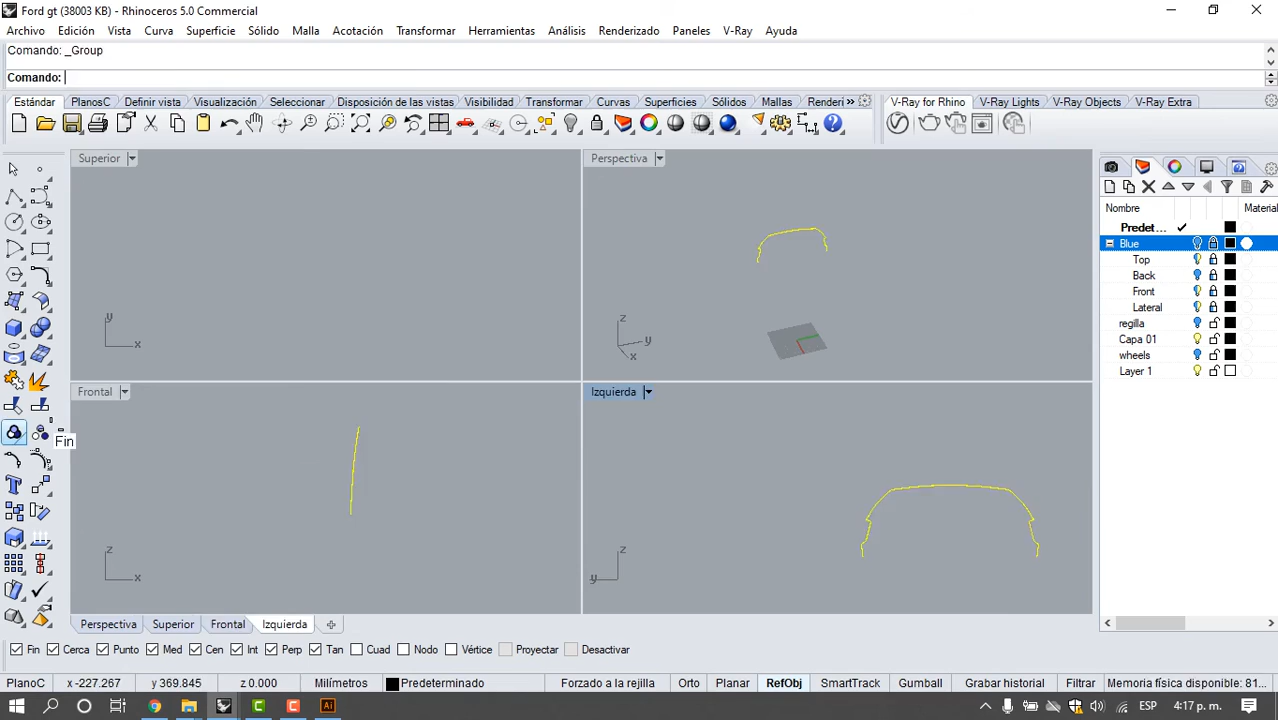 Ford gt (38003 KB) - Rhinoceros 5.0 Commercial
Archivo Edición Vista Curva Superficie Sólido Malla Acotación Transformar Herramientas Análisis Renderizado Paneles V-Ray Ayuda
Comando: _Group
Comando:
Estándar PlanosC Definir vista Visualización Seleccionar Disposición de las vistas Visibilidad Transformar Curvas Superficies Sólidos Mallas Renderi » V-Ray for Rhino V-Ray Lights V-Ray Objects V-Ray Extra
Superior Perspectiva
Nombre Material
Predet...
Blue
Top
Back
Front
Lateral
regilla
Capa 01
wheels
Layer 1
y
x
z
y
x
Frontal Izquierda
Fin
z
x
z
y
Perspectiva Superior Frontal Izquierda
Fin Cerca Punto Med Cen Int Perp Tan Cuad Nodo Vértice Proyectar Desactivar
PlanoC x -227.267 y 369.845 z 0.000 Milímetros Predeterminado Forzado a la rejilla Orto Planar RefObj SmartTrack Gumball Grabar historial Filtrar Memoria física disponible: 81...
Ai ESP 4:17 p. m.